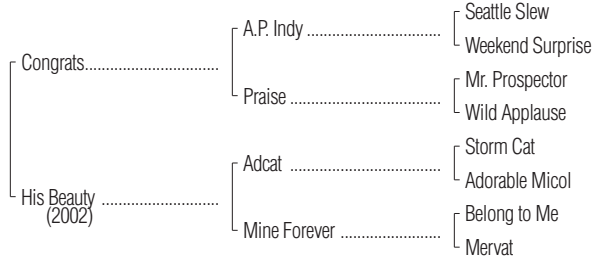 Seattle Slew
A.P. Indy ................................
Weekend Surprise
Congrats................................
Mr. Prospector
Praise ....................................
Wild Applause
Storm Cat
Adcat ....................................
Adorable Micol
His Beauty ............................
(2002)
Belong to Me
Mine Forever ........................
Mervat